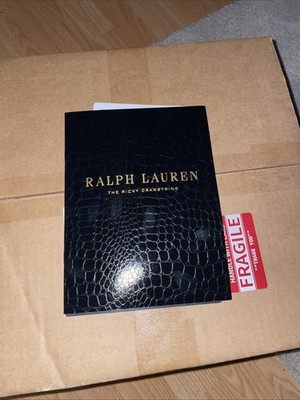 RALPH LAUREN
THE RICKY DRAWSTRING
HANDLE WITH CARE
FRAGILE
"THANK YOU"